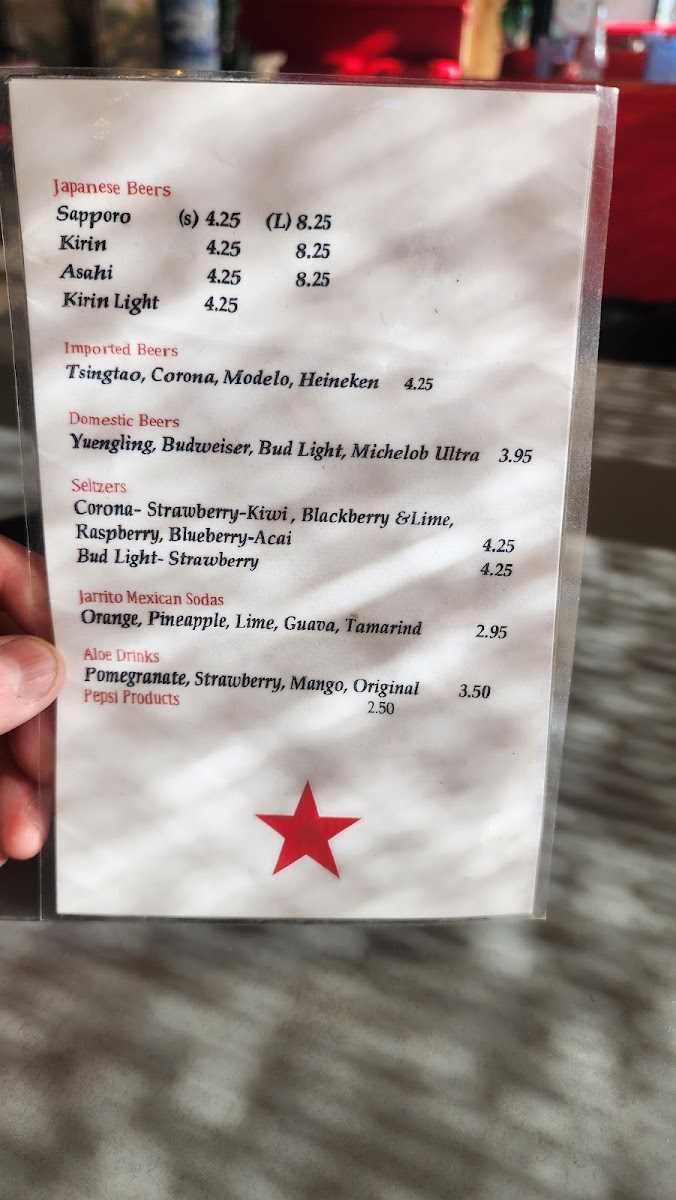 Japanese Beers
Sapporo (s) 4.25 (L) 8.25
Kirin 4.25 8.25
Asahi 4.25 8.25
Kirin Light 4.25
Imported Beers
Tsingtao, Corona, Modelo, Heineken 4.25
Domestic Beers
Yuengling, Budweiser, Bud Light, Michelob Ultra 3.95
Seltzers
Corona- Strawberry-Kiwi , Blackberry &Lime,
Raspberry, Blueberry-Acai 4.25
Bud Light- Strawberry 4.25
Jarrito Mexican Sodas
Orange, Pineapple, Lime, Guava, Tamarind 2.95
Aloe Drinks
Pomegranate, Strawberry, Mango, Original 3.50
Pepsi Products 2.50